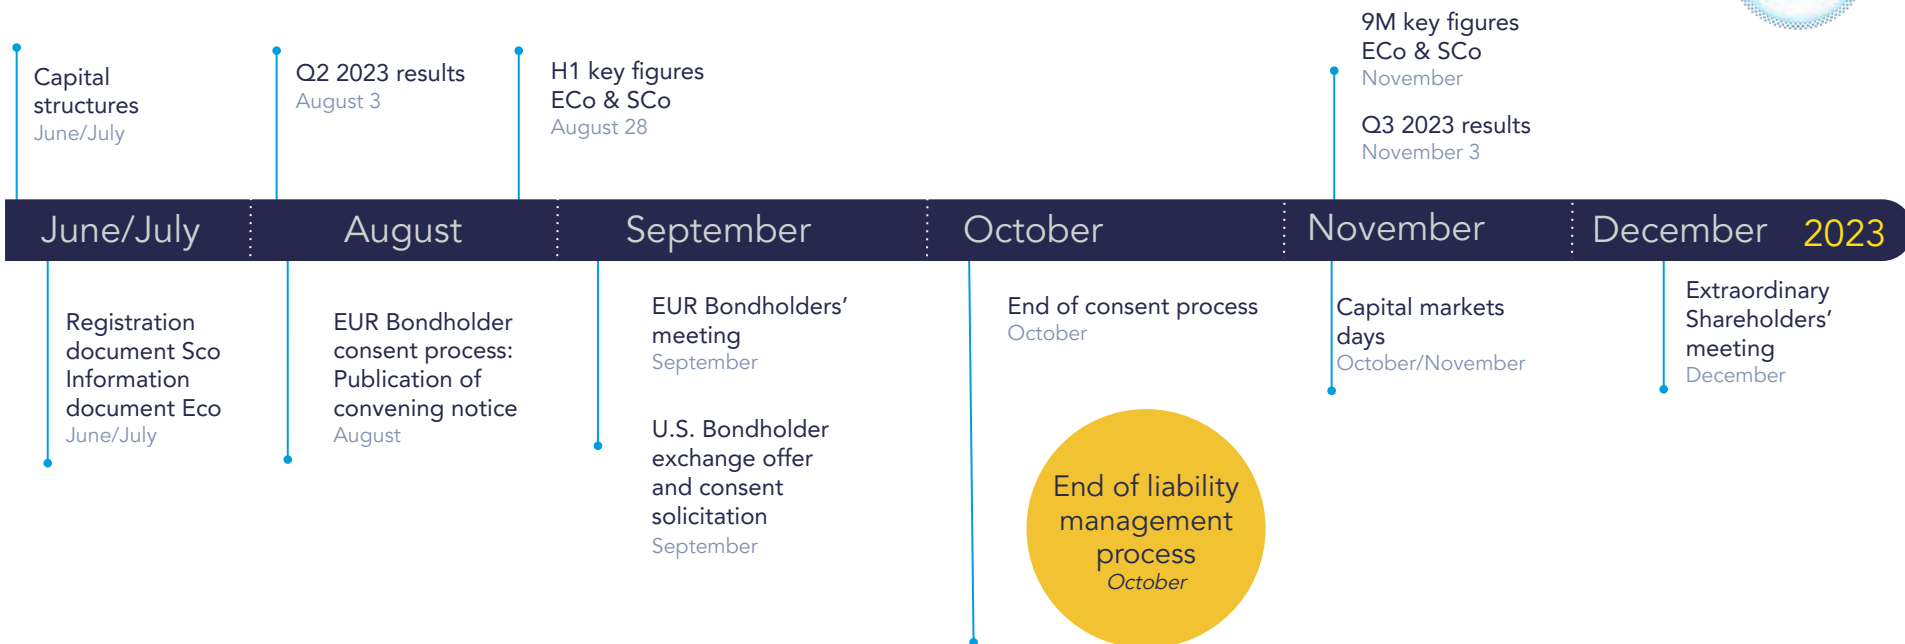 Capital
structures
June/July
Q2 2023 results
August 3
H1 key figures
ECo & SCo
August 28
9M key figures
ECo & SCo
November
Q3 2023 results
November 3
June/July
August
September
October
November
December
2023
Registration
document Sco
Information
document Eco
June/July
EUR Bondholder
consent process:
Publication of
convening notice
August
EUR Bondholders’
meeting
September
U.S. Bondholder
exchange offer
and consent
solicitation
September
End of consent process
October
End of liability
management
process
October
Capital markets
days
October/November
Extraordinary
Shareholders’
meeting
December